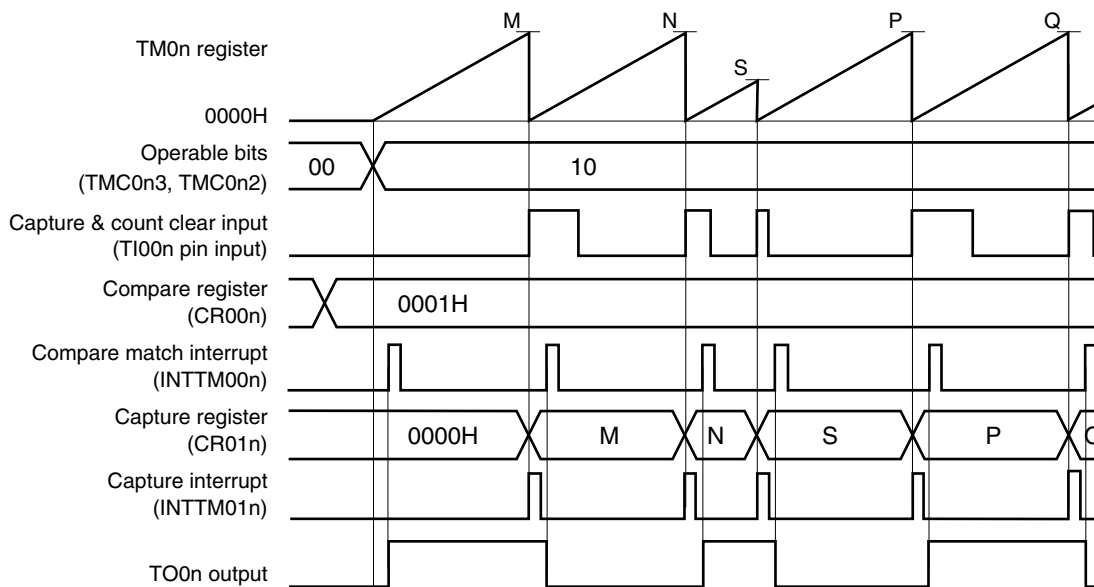 M N P Q
TM0n register
S
0000H
Operable bits
(TMC0n3, TMC0n2)
00 10
Capture & count clear input
(TI00n pin input)
Compare register
(CR00n)
0001H
Compare match interrupt
(INTTM00n)
Capture register
(CR01n)
0000H M N S P
Capture interrupt
(INTTM01n)
TO0n output